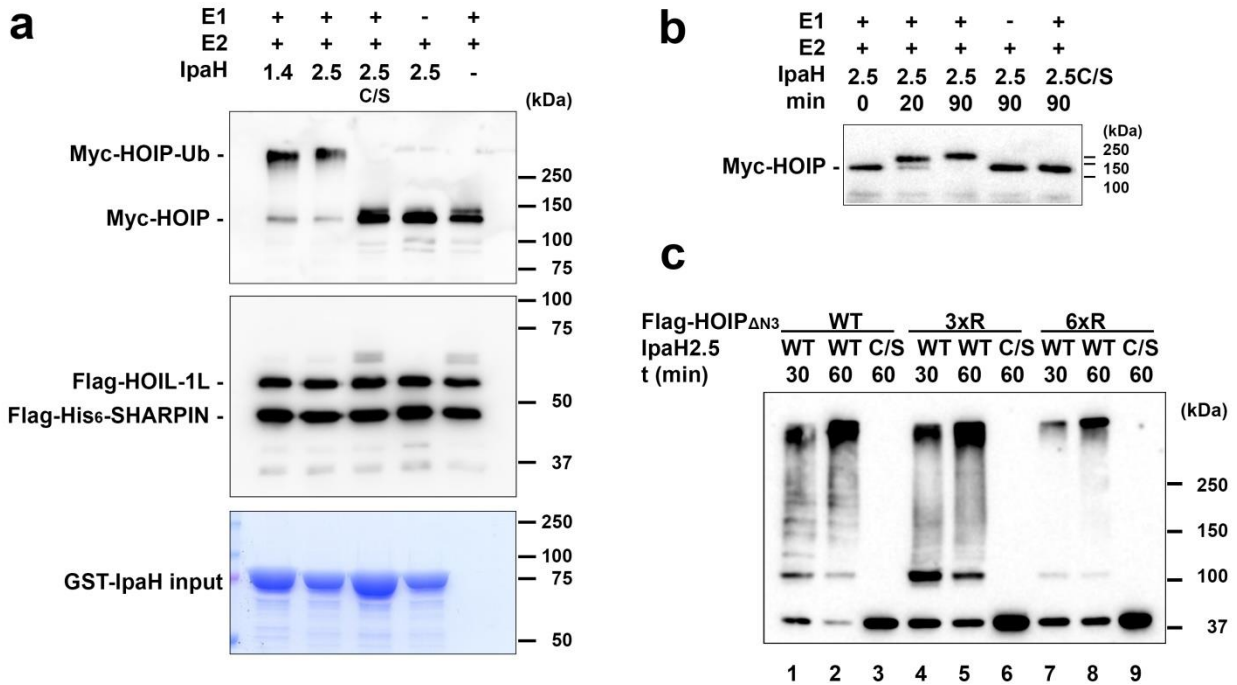 a
E1 + + + - +
E2 + + + + +
IpaH 1.4 2.5 2.5 2.5 -
C/S
(kDa)
Myc-HOIP-Ub -
250
Myc-HOIP -
150
100
75
100
75
Flag-HOIL-1L -
50
Flag-His6-SHARPIN -
37
250
100
GST-IpaH input
75
50
b
E1 + + + - +
E2 + + + + +
IpaH 2.5 2.5 2.5 2.5 2.5C/S
min 0 20 90 90 90
(kDa)
250
Myc-HOIP -
150
100
c
Flag-HOIPΔN3 WT 3xR 6xR
IpaH2.5 WT WT C/S WT WT C/S WT WT C/S
t (min) 30 60 60 30 60 60 30 60 60
(kDa)
250
150
100
37
1 2 3 4 5 6 7 8 9